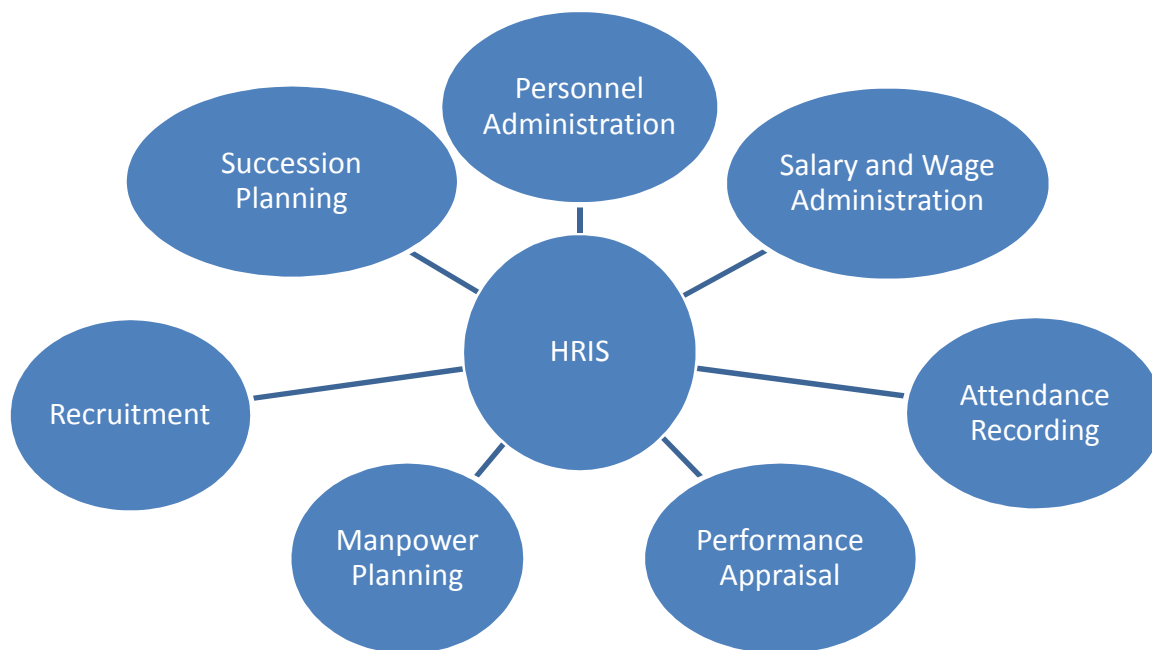 Personnel
Administration
Succession
Planning
Salary and Wage
Administration
HRIS
Recruitment
Attendance
Recording
Manpower
Planning
Performance
Appraisal